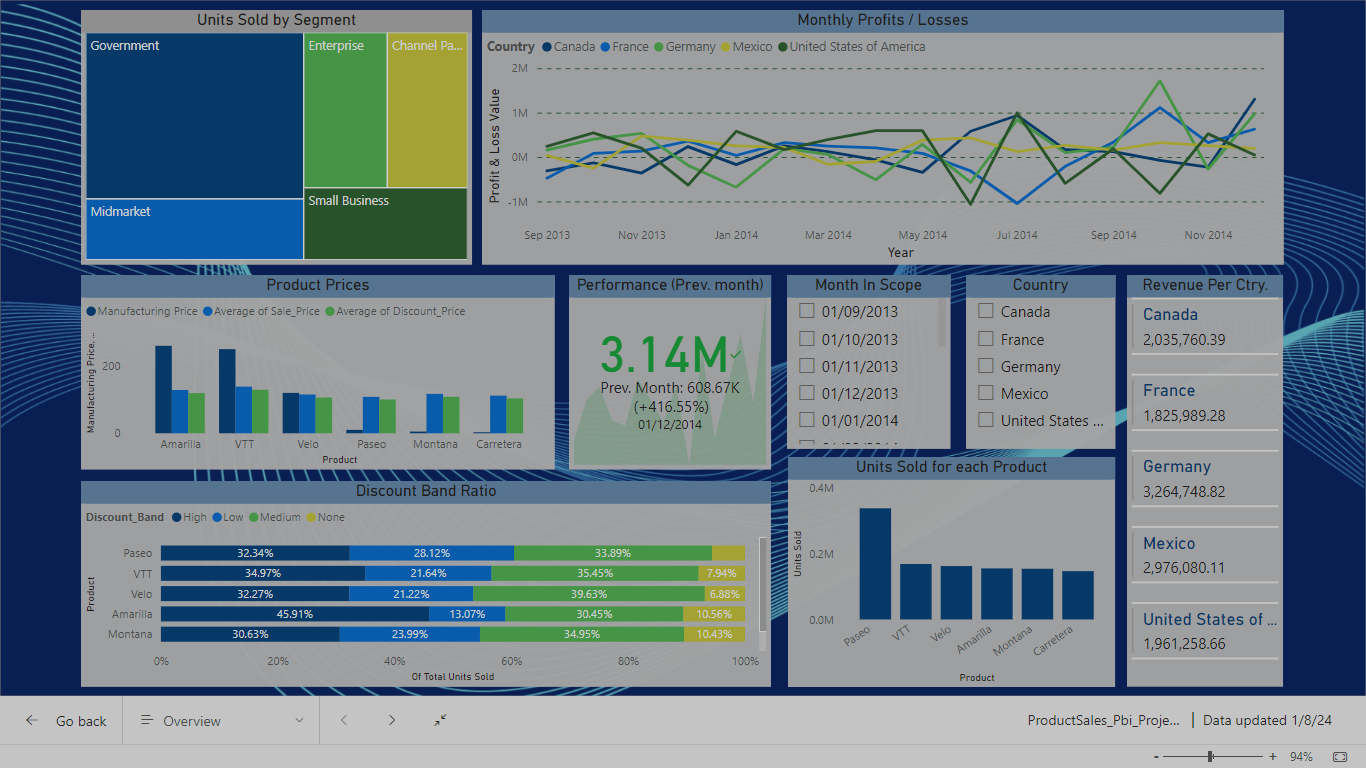 Units Sold by Segment
Government
Enterprise
Channel Pa...
Midmarket
Small Business
Monthly Profits / Losses
Country Canada France Germany Mexico United States of America
Profit & Loss Value
2M
1M
0M
-1M
Sep 2013 Nov 2013 Jan 2014 Mar 2014 May 2014 Jul 2014 Sep 2014 Nov 2014
Year
Product Prices
Manufacturing Price Average of Sale_Price Average of Discount_Price
Manufacturing Price...
200
0
Amarilla VTT Velo Paseo Montana Carretera
Product
Performance (Prev. month)
3.14M
Prev. Month: 608.67K
(+416.55%)
01/12/2014
Month In Scope
01/09/2013
01/10/2013
01/11/2013
01/12/2013
01/01/2014
Country
Canada
France
Germany
Mexico
United States ...
Revenue Per Ctry.
Canada
2,035,760.39
France
1,825,989.28
Germany
3,264,748.82
Mexico
2,976,080.11
United States of ...
1,961,258.66
Discount Band Ratio
Discount_Band High Low Medium None
Product
Paseo 32.34% 28.12% 33.89%
VTT 34.97% 21.64% 35.45% 7.94%
Velo 32.27% 21.22% 39.63% 6.88%
Amarilla 45.91% 13.07% 30.45% 10.56%
Montana 30.63% 23.99% 34.95% 10.43%
0% 20% 40% 60% 80% 100%
Of Total Units Sold
Units Sold for each Product
Units Sold
0.4M
0.2M
0.0M
Paseo VTT Velo Amarilla Montana Carretera
Product
Go back
Overview
ProductSales_Pbi_Proje... | Data updated 1/8/24
- + 94%